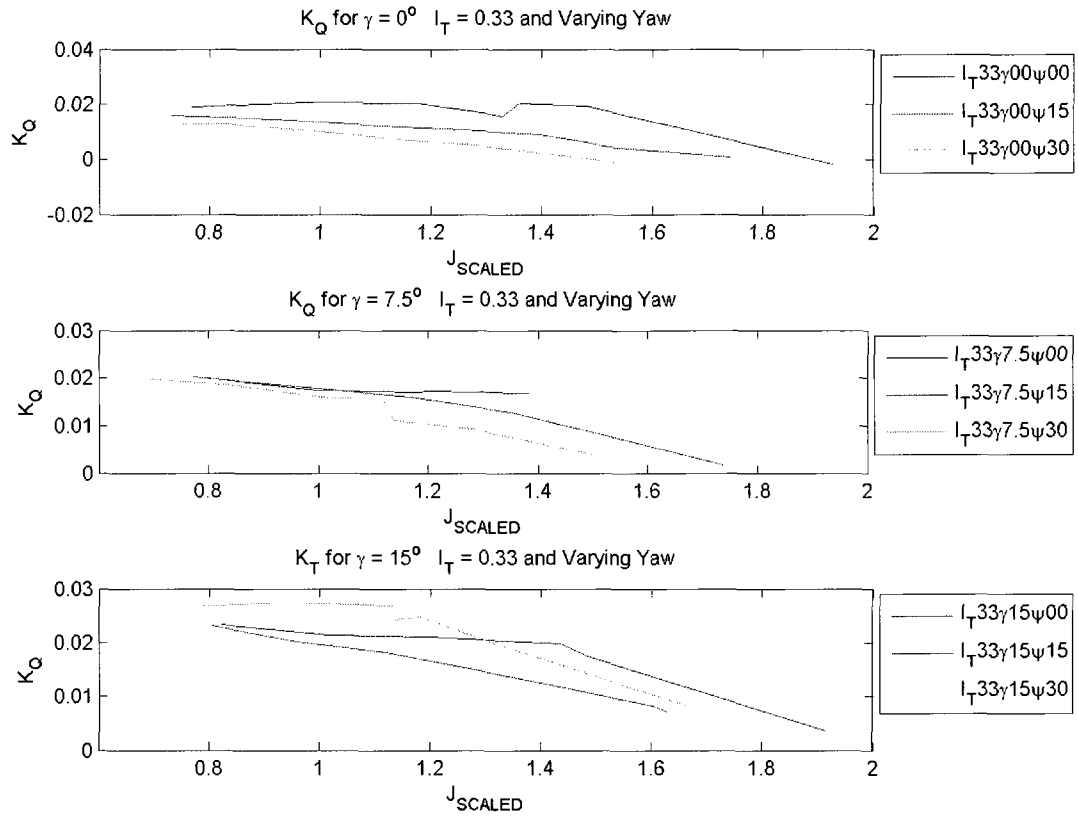 K_Q for γ = 0° I_T = 0.33 and Varying Yaw
0.04
0.02
0
-0.02
K_Q
0.8 1 1.2 1.4 1.6 1.8 2
J_SCALED
I_T33γ00ψ00
I_T33γ00ψ15
I_T33γ00ψ30
K_Q for γ = 7.5° I_T = 0.33 and Varying Yaw
0.03
0.02
0.01
0
K_Q
0.8 1 1.2 1.4 1.6 1.8 2
J_SCALED
I_T33γ7.5ψ00
I_T33γ7.5ψ15
I_T33γ7.5ψ30
K_T for γ = 15° I_T = 0.33 and Varying Yaw
0.03
0.02
0.01
0
K_Q
0.8 1 1.2 1.4 1.6 1.8 2
J_SCALED
I_T33γ15ψ00
I_T33γ15ψ15
I_T33γ15ψ30